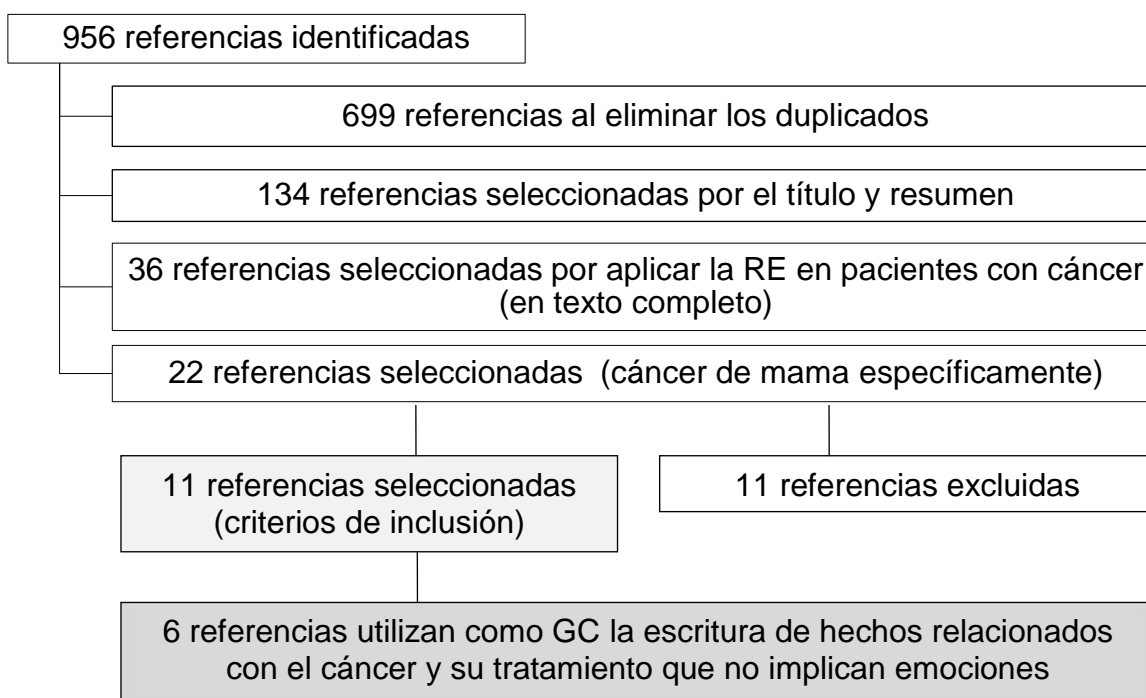 956 referencias identificadas
699 referencias al eliminar los duplicados
134 referencias seleccionadas por el título y resumen
36 referencias seleccionadas por aplicar la RE en pacientes con cáncer
(en texto completo)
22 referencias seleccionadas (cáncer de mama específicamente)
11 referencias seleccionadas
(criterios de inclusión)
11 referencias excluidas
6 referencias utilizan como GC la escritura de hechos relacionados
con el cáncer y su tratamiento que no implican emociones